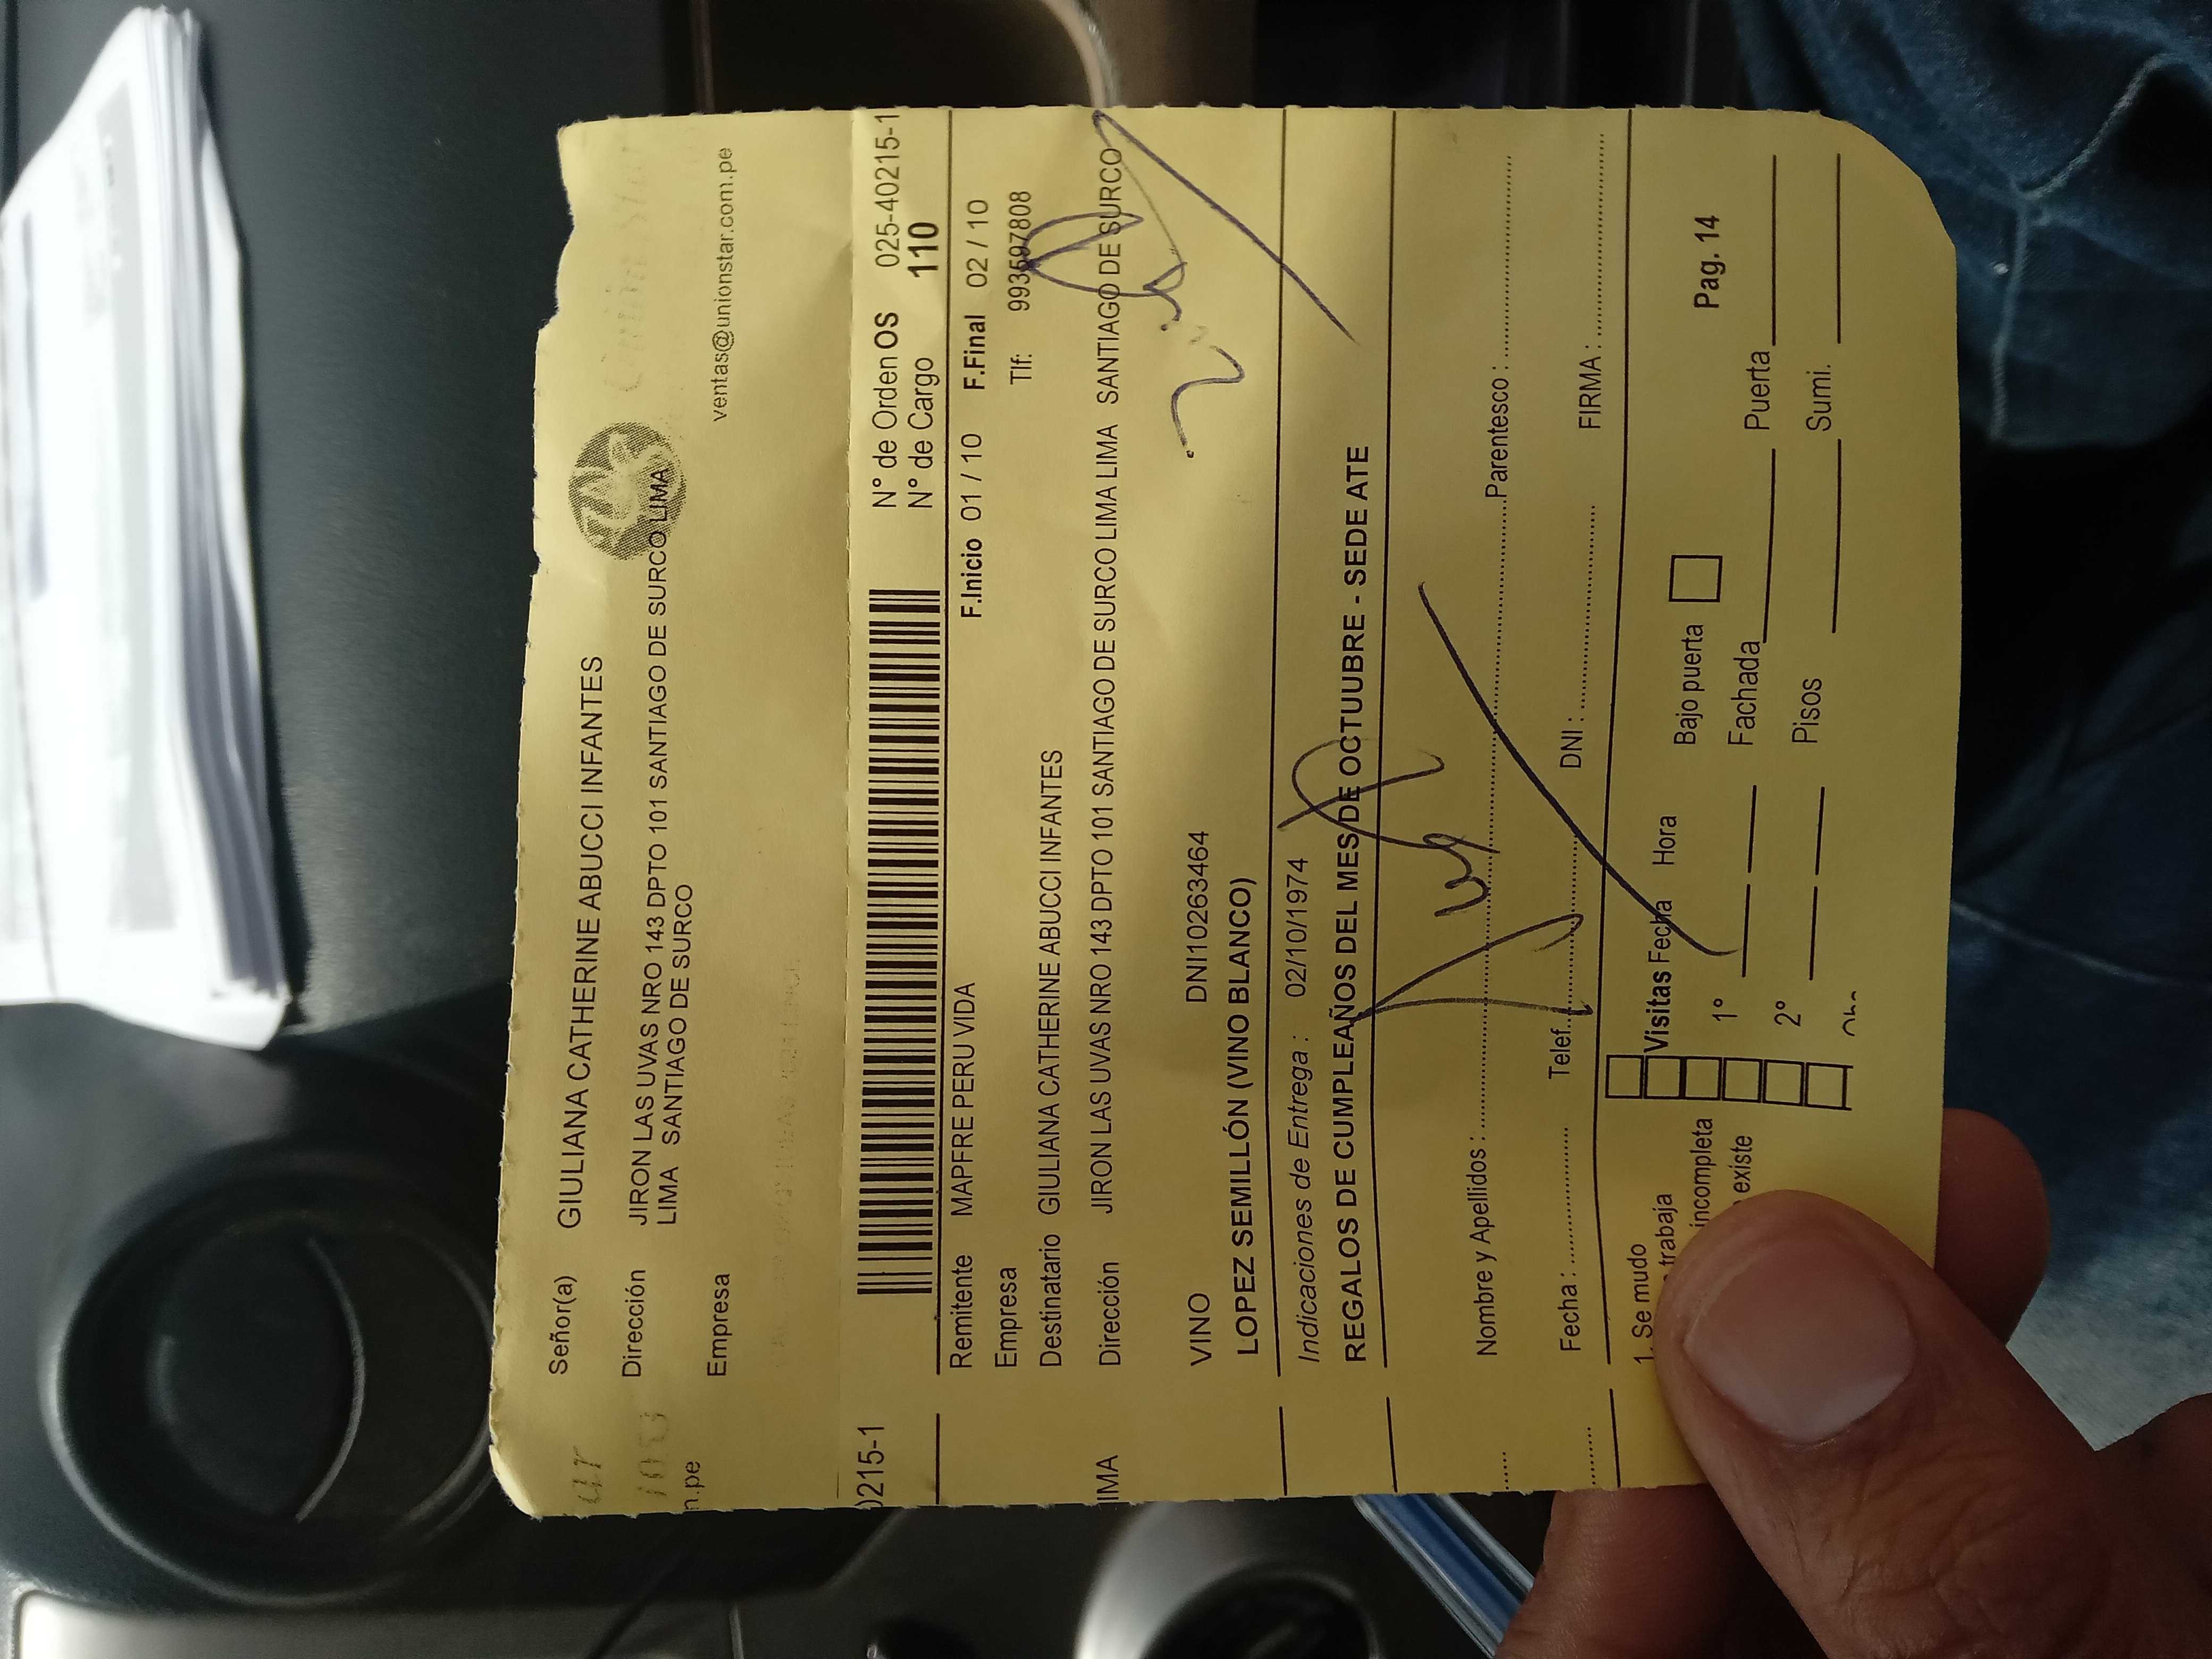 Señor(a) GIULIANA CATHERINE ABUCCI INFANTES
Dirección JIRON LAS UVAS NRO 143 DPTO 101 SANTIAGO DE SURCO LIMA
LIMA SANTIAGO DE SURCO
Empresa ventas@unionstar.com.pe
ar
n.pe
N° de Orden OS 025-40215-1
N° de Cargo 110
0215-1
F.Inicio 01 / 10 F.Final 02 / 10
Remitente MAPFRE PERU VIDA
Empresa Tlf: 993597808
Destinatario GIULIANA CATHERINE ABUCCI INFANTES
Dirección JIRON LAS UVAS NRO 143 DPTO 101 SANTIAGO DE SURCO LIMA LIMA SANTIAGO DE SURCO
IMA
VINO DNI10263464
LOPEZ SEMILLÓN (VINO BLANCO)
Indicaciones de Entrega : 02/10/1974
REGALOS DE CUMPLEAÑOS DEL MES DE OCTUUBRE - SEDE ATE
Nombre y Apellidos : Parentesco :
Fecha : Telef. DNI : FIRMA :
1. Se mudo
trabaja
incompleta
existe
Visitas Fecha Hora Bajo puerta Pag. 14
1° Fachada Puerta
2° Pisos Sumi.